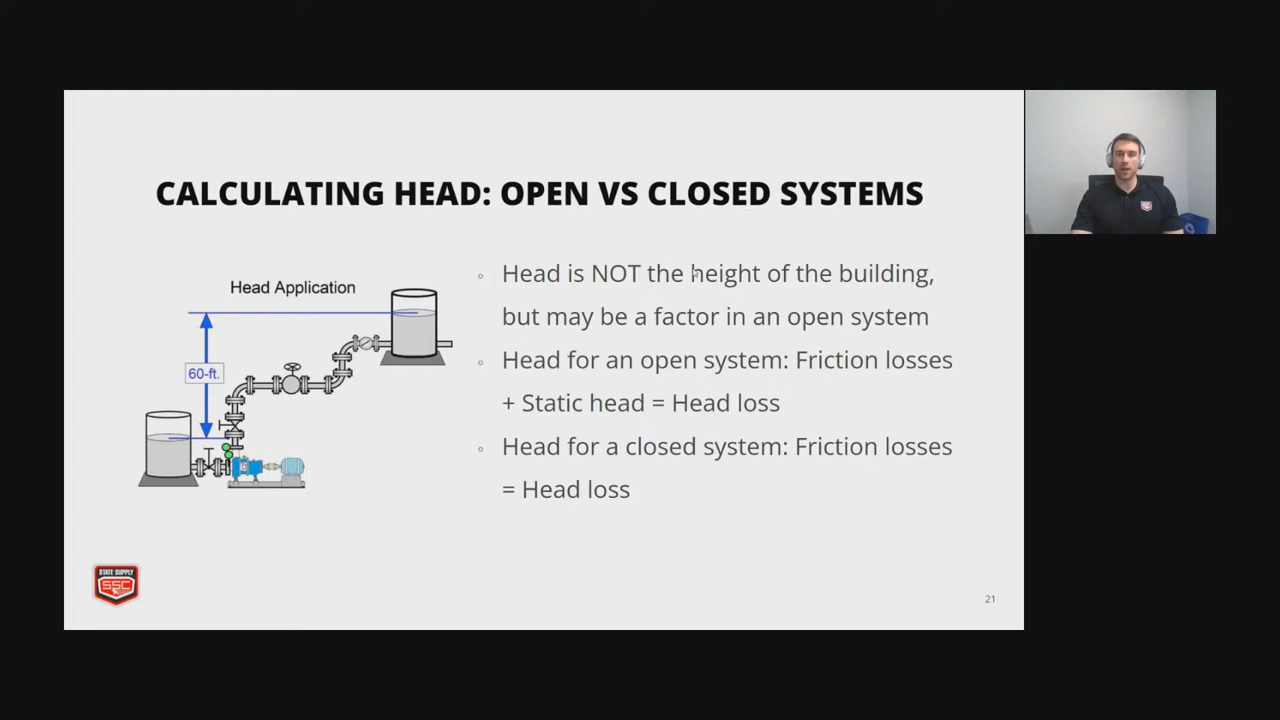 CALCULATING HEAD: OPEN VS CLOSED SYSTEMS
Head Application
60-ft.
Head is NOT the height of the building,
but may be a factor in an open system
Head for an open system: Friction losses
+ Static head = Head loss
Head for a closed system: Friction losses
= Head loss
STATE SUPPLY
SSC
21